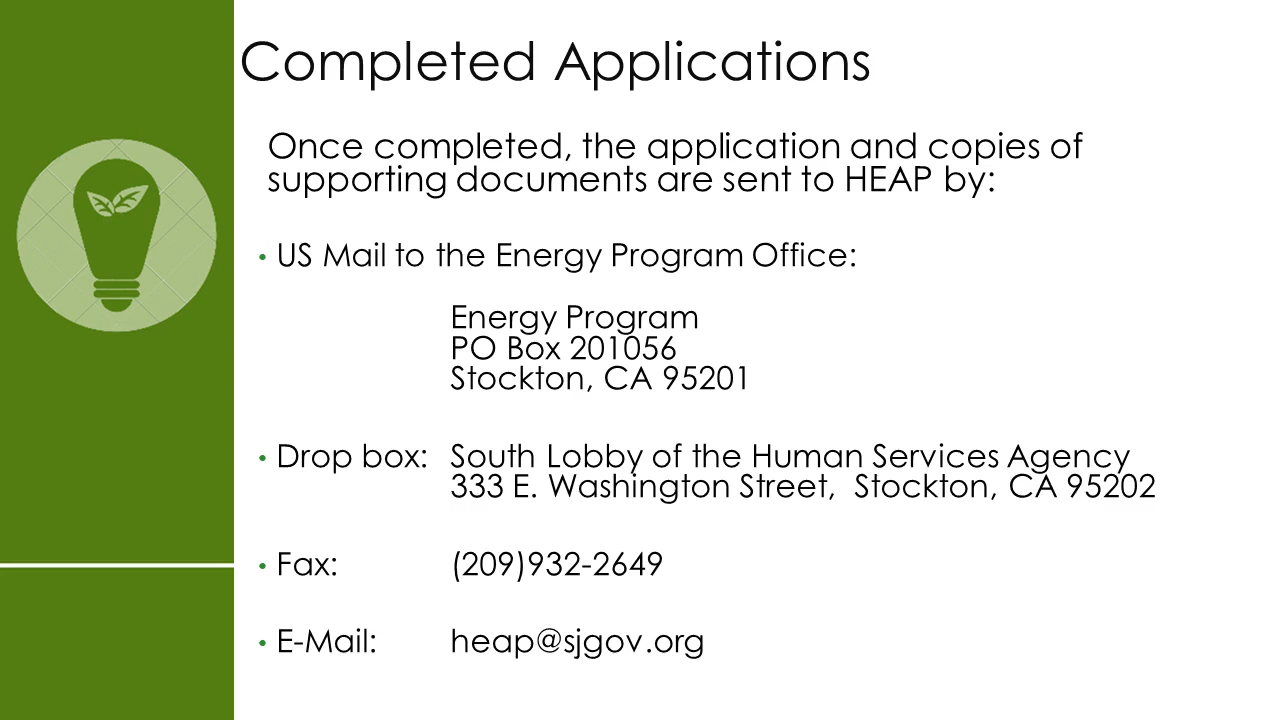 Completed Applications
Once completed, the application and copies of
supporting documents are sent to HEAP by:
• US Mail to the Energy Program Office:
Energy Program
PO Box 201056
Stockton, CA 95201
• Drop box: South Lobby of the Human Services Agency
333 E. Washington Street, Stockton, CA 95202
• Fax: (209)932-2649
• E-Mail: heap@sjgov.org